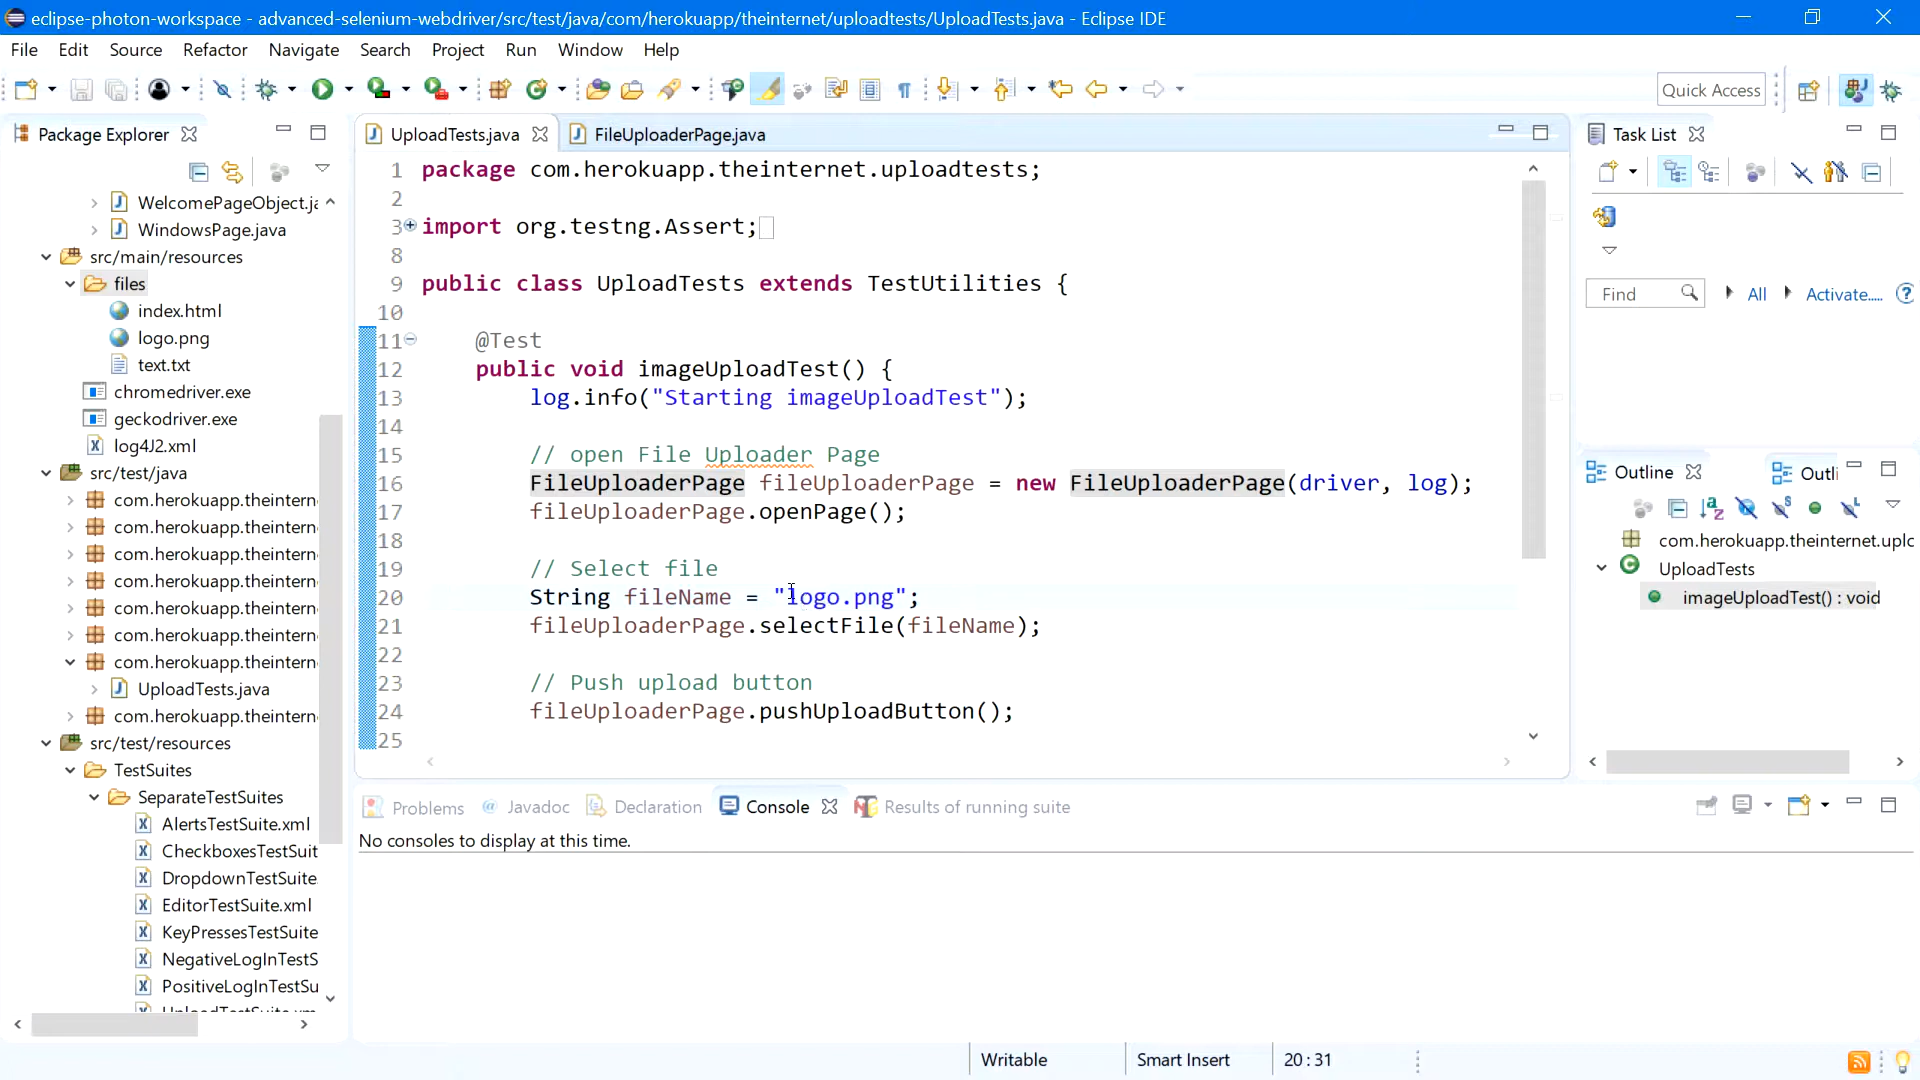 eclipse-photon-workspace - advanced-selenium-webdriver/src/test/java/com/herokuapp/theinternet/uploadtests/UploadTests.java - Eclipse IDE
File Edit Source Refactor Navigate Search Project Run Window Help
Quick Access
Package Explorer
WelcomePageObject.ja
WindowsPage.java
src/main/resources
files
index.html
logo.png
text.txt
chromedriver.exe
geckodriver.exe
log4J2.xml
src/test/java
com.herokuapp.theintern
com.herokuapp.theintern
com.herokuapp.theintern
com.herokuapp.theintern
com.herokuapp.theintern
com.herokuapp.theintern
com.herokuapp.theintern
UploadTests.java
com.herokuapp.theintern
src/test/resources
TestSuites
SeparateTestSuites
AlertsTestSuite.xml
CheckboxesTestSuit
DropdownTestSuite.
EditorTestSuite.xml
KeyPressesTestSuite
NegativeLogInTestS
PositiveLogInTestSu
UploadTests.java FileUploaderPage.java
1 package com.herokuapp.theinternet.uploadtests;
2
3 import org.testng.Assert;
8
9 public class UploadTests extends TestUtilities {
10
11 @Test
12 public void imageUploadTest() {
13 log.info("Starting imageUploadTest");
14
15 // open File Uploader Page
16 FileUploaderPage fileUploaderPage = new FileUploaderPage(driver, log);
17 fileUploaderPage.openPage();
18
19 // Select file
20 String fileName = "logo.png";
21 fileUploaderPage.selectFile(fileName);
22
23 // Push upload button
24 fileUploaderPage.pushUploadButton();
25
Task List
Find All Activate.... ?
Outline Outli
com.herokuapp.theinternet.uplc
UploadTests
imageUploadTest() : void
Problems Javadoc Declaration Console Results of running suite
No consoles to display at this time.
Writable Smart Insert 20 : 31